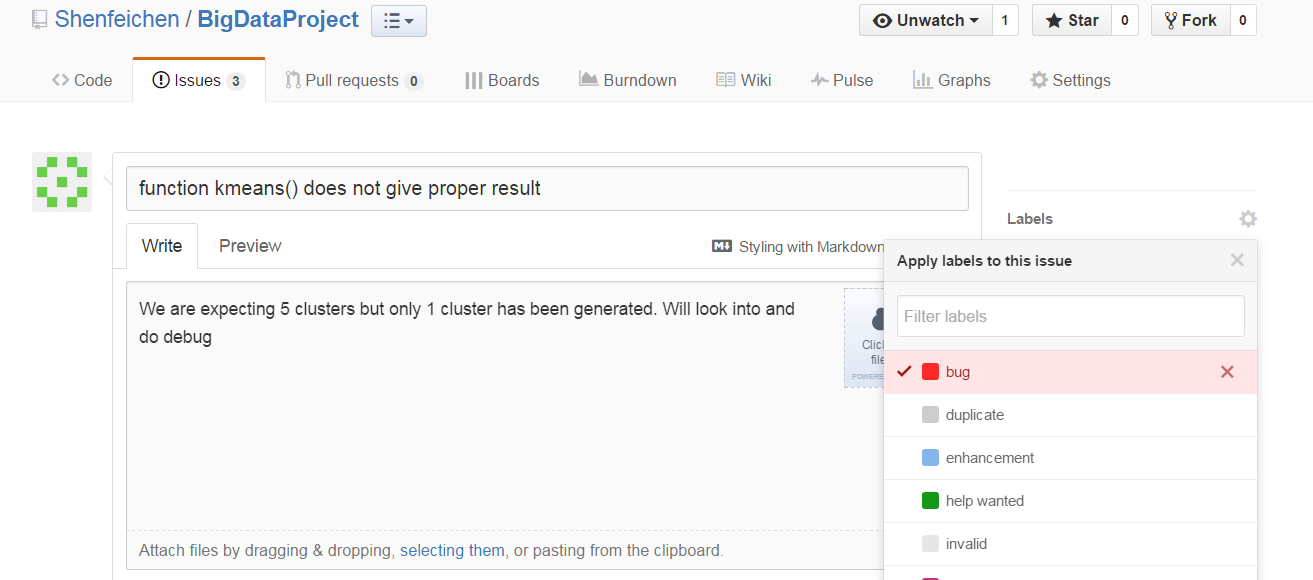 Shenfeichen / BigDataProject
Unwatch 1 Star 0 Fork 0
Code Issues 3 Pull requests 0 Boards Burndown Wiki Pulse Graphs Settings
function kmeans() does not give proper result
Labels
Write Preview Styling with Markdown
Apply labels to this issue
Filter labels
We are expecting 5 clusters but only 1 cluster has been generated. Will look into and
do debug
bug
duplicate
enhancement
help wanted
invalid
Attach files by dragging & dropping, selecting them, or pasting from the clipboard.